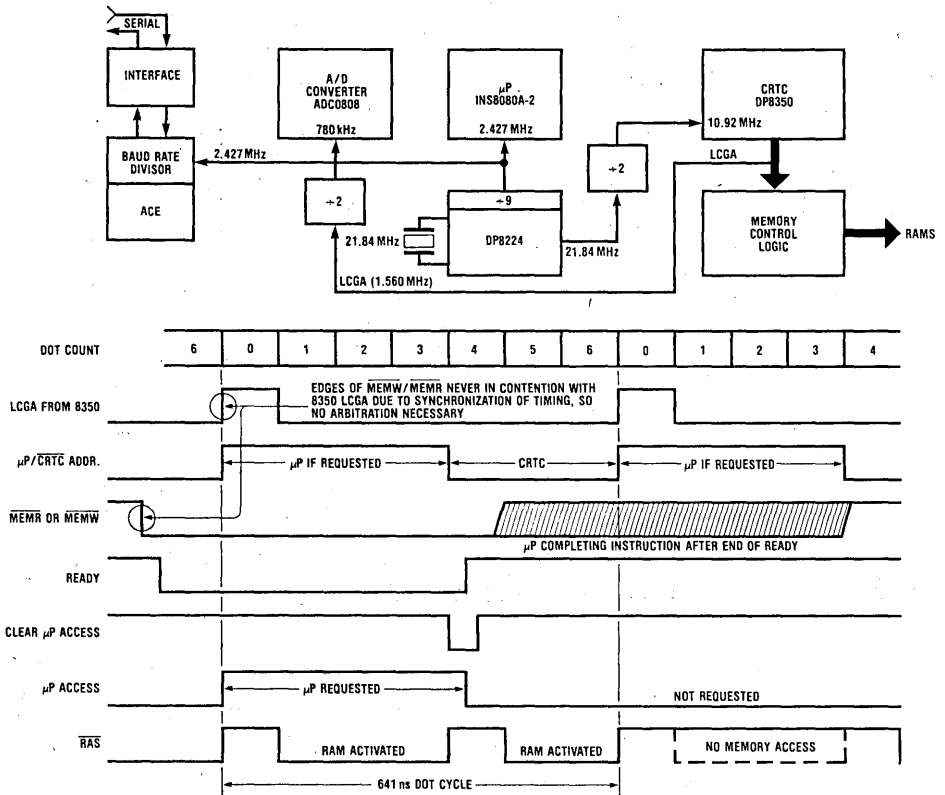 SERIAL
INTERFACE
BAUD RATE
DIVISOR
ACE
2.427 MHz
A/D
CONVERTER
ADC0808
780 kHz
÷2
LCGA (1.560 MHz)
μP
INS8080A-2
2.427 MHz
÷9
DP8224
21.84 MHz
21.84 MHz
÷2
CRTC
DP8350
10.92 MHz
LCGA
MEMORY
CONTROL
LOGIC
RAMS
DOT COUNT
6 0 1 2 3 4 5 6 0 1 2 3 4
LCGA FROM 8350
EDGES OF MEMW/MEMR NEVER IN CONTENTION WITH
8350 LCGA DUE TO SYNCHRONIZATION OF TIMING, SO
NO ARBITRATION NECESSARY
μP/CRTC ADDR.
μP IF REQUESTED
CRTC
μP IF REQUESTED
MEMR OR MEMW
μP COMPLETING INSTRUCTION AFTER END OF READY
READY
CLEAR μP ACCESS
μP ACCESS
μP REQUESTED
NOT REQUESTED
RAS
RAM ACTIVATED
RAM ACTIVATED
NO MEMORY ACCESS
641 ns DOT CYCLE